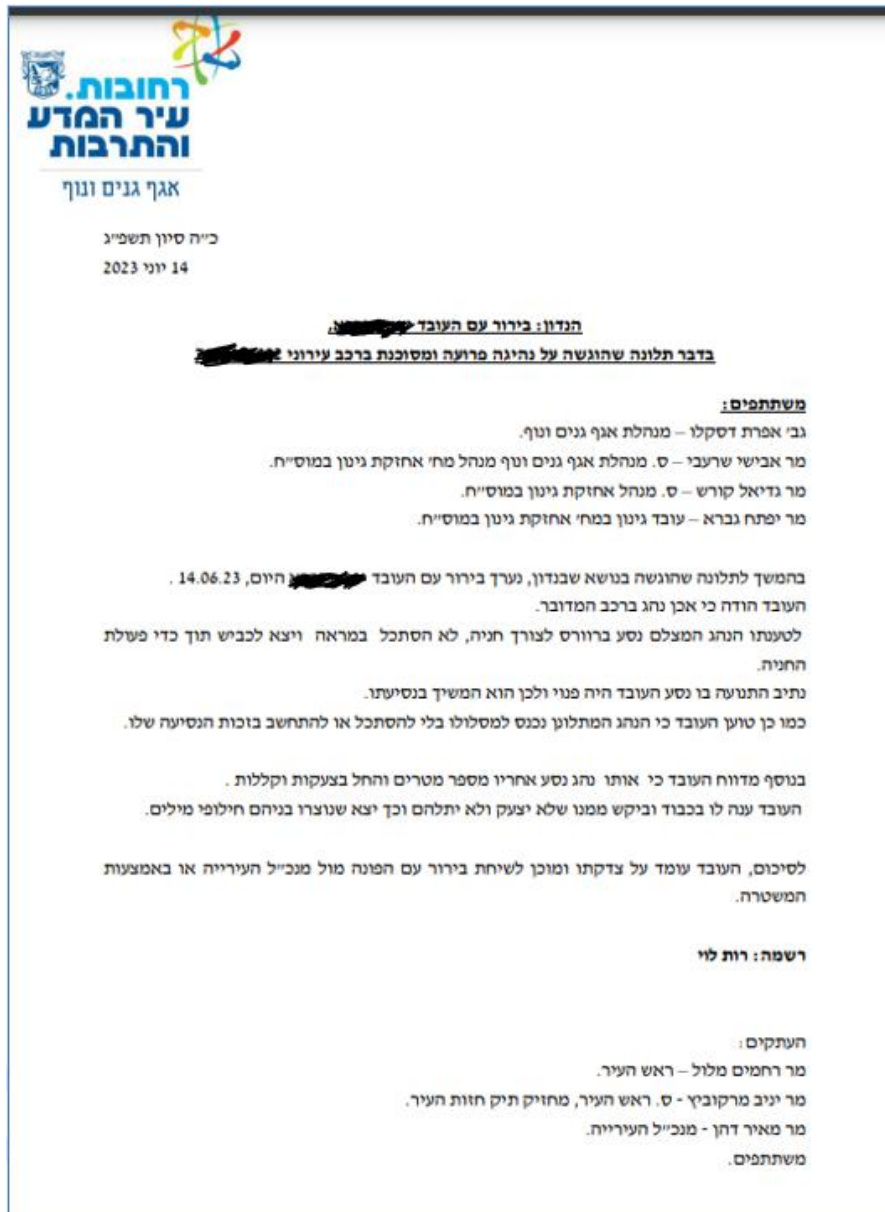 רחובות.
עיר המדע
והתרבות
אגף גנים ונוף
כ״ה סיון תשפ״ג
14 יוני 2023
הנדון: בירור עם העובד
בדבר תלונה שהוגשה על נהיגה פרועה ומסוכנת ברכב עירוני
משתתפים:
גב׳ אפרת דסקלו – מנהלת אגף גנים ונוף.
מר אבישי שרעבי – ס. מנהלת אגף גנים ונוף מנהל מח׳ אחזקת גינון במוס״ח.
מר גדיאל קורש – ס. מנהל אחזקת גינון במוס״ח.
מר יפתח גברא – עובד גינון במח׳ אחזקת גינון במוס״ח.
בהמשך לתלונה שהוגשה בנושא שבנדון, נערך בירור עם העובד היום, 14.06.23 .
העובד הודה כי אכן נהג ברכב המדובר.
לטענתו הנהג המצלם נסע ברוורס לצורך חניה, לא הסתכל במראה ויצא לכביש תוך כדי פעולת
החניה.
נתיב התנועה בו נסע העובד היה פנוי ולכן הוא המשיך בנסיעתו.
כמו כן טוען העובד כי הנהג המתלונן נכנס למסלולו בלי להסתכל או להתחשב בזכות הנסיעה שלו.
בנוסף מדווח העובד כי אותו נהג נסע אחריו מספר מטרים והחל בצעקות וקללות .
העובד ענה לו בכבוד וביקש ממנו שלא יצעק ולא יתלהם וכך יצא שנוצרו בניהם חילופי מילים.
לסיכום, העובד עומד על צדקתו ומוכן לשיחת בירור עם הפונה מול מנכ״ל העירייה או באמצעות
המשטרה.
רשמה: רות לוי
העתקים:
מר רחמים מלול – ראש העיר.
מר יניב מרקוביץ - ס. ראש העיר, מחזיק תיק חזות העיר.
מר מאיר דהן - מנכ״ל העירייה.
משתתפים.